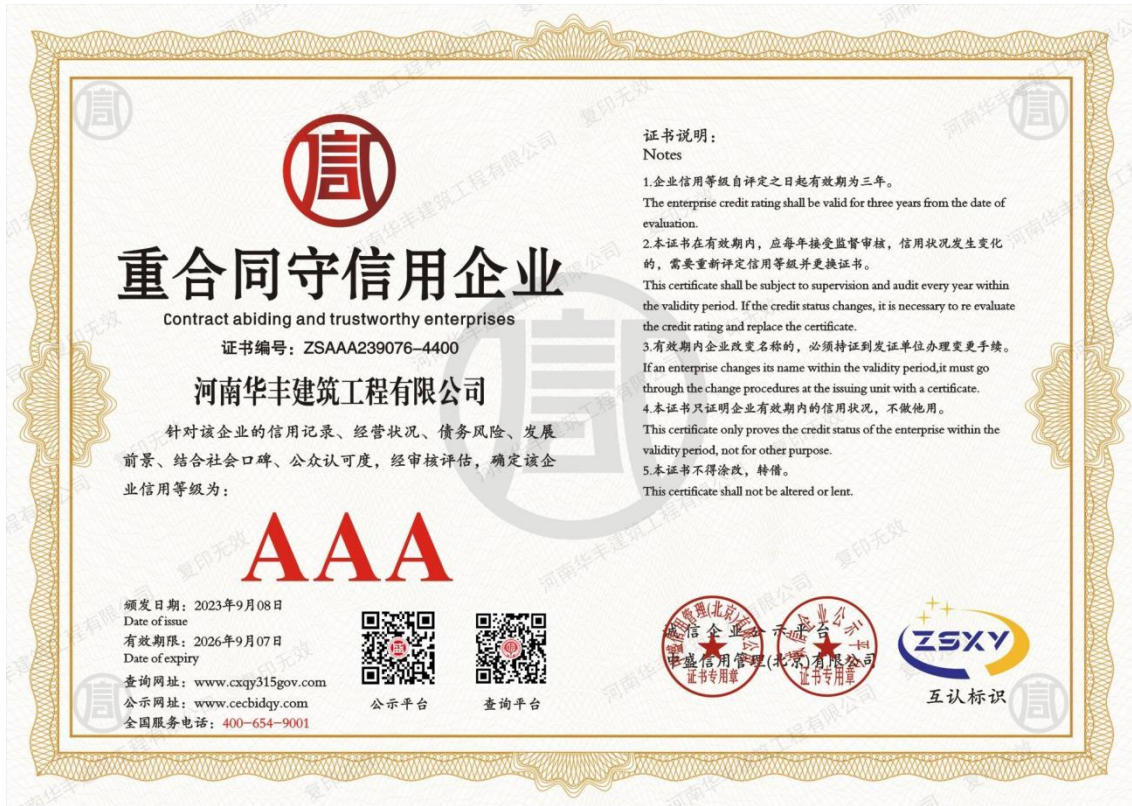 信
重合同守信用企业
Contract abiding and trustworthy enterprises
证书编号：ZSAAA239076-4400
河南华丰建筑工程有限公司
针对该企业的信用记录、经营状况、债务风险、发展
前景、结合社会口碑、公众认可度，经审核评估，确定该企
业信用等级为：
AAA
颁发日期：2023年9月08日
Date of issue
有效期限：2026年9月07日
Date of expiry
查询网址：www.cxqy315gov.com
公示网址：www.cecbidqy.com
全国服务电话：400-654-9001
公示平台
查询平台
证书说明：
Notes
1.企业信用等级自评定之日起有效期为三年。
The enterprise credit rating shall be valid for three years from the date of
evaluation.
2.本证书在有效期内，应每年接受监督审核，信用状况发生变化
的，需要重新评定信用等级并更换证书。
This certificate shall be subject to supervision and audit every year within
the validity period. If the credit status changes, it is necessary to re evaluate
the credit rating and replace the certificate.
3.有效期内企业改变名称的，必须持证到发证单位办理变更手续。
If an enterprise changes its name within the validity period,it must go
through the change procedures at the issuing unit with a certificate.
4.本证书只证明企业有效期内的信用状况，不做他用。
This certificate only proves the credit status of the enterprise within the
validity period, not for other purpose.
5.本证书不得涂改，转借。
This certificate shall not be altered or lent.
诚信企业公示平台
中盛信用管理(北京)有限公司
证书专用章
证书专用章
ZSXY
互认标识
河南华丰建筑工程有限公司
复印无效